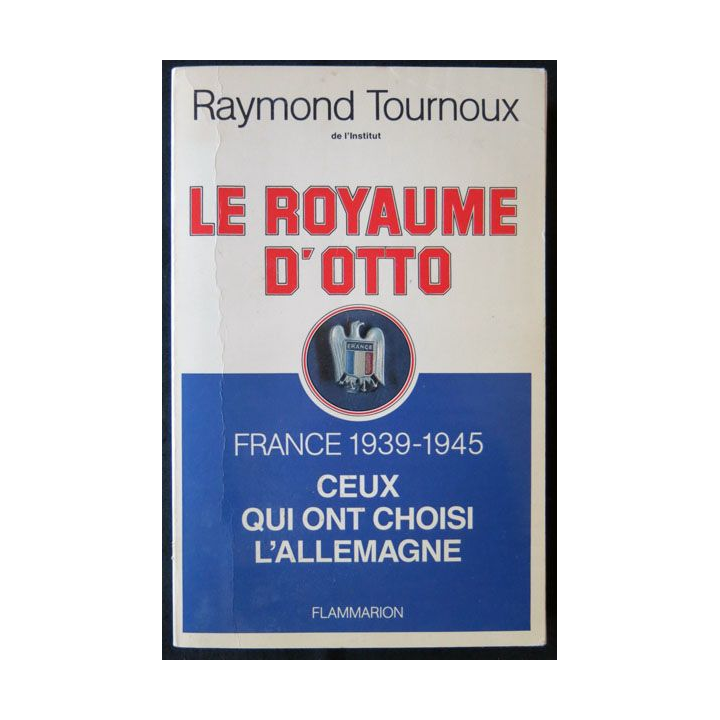 Raymond Tournoux
de l'Institut
LE ROYAUME
D'OTTO
FRANCE
FRANCE 1939-1945
CEUX
QUI ONT CHOISI
L'ALLEMAGNE
FLAMMARION